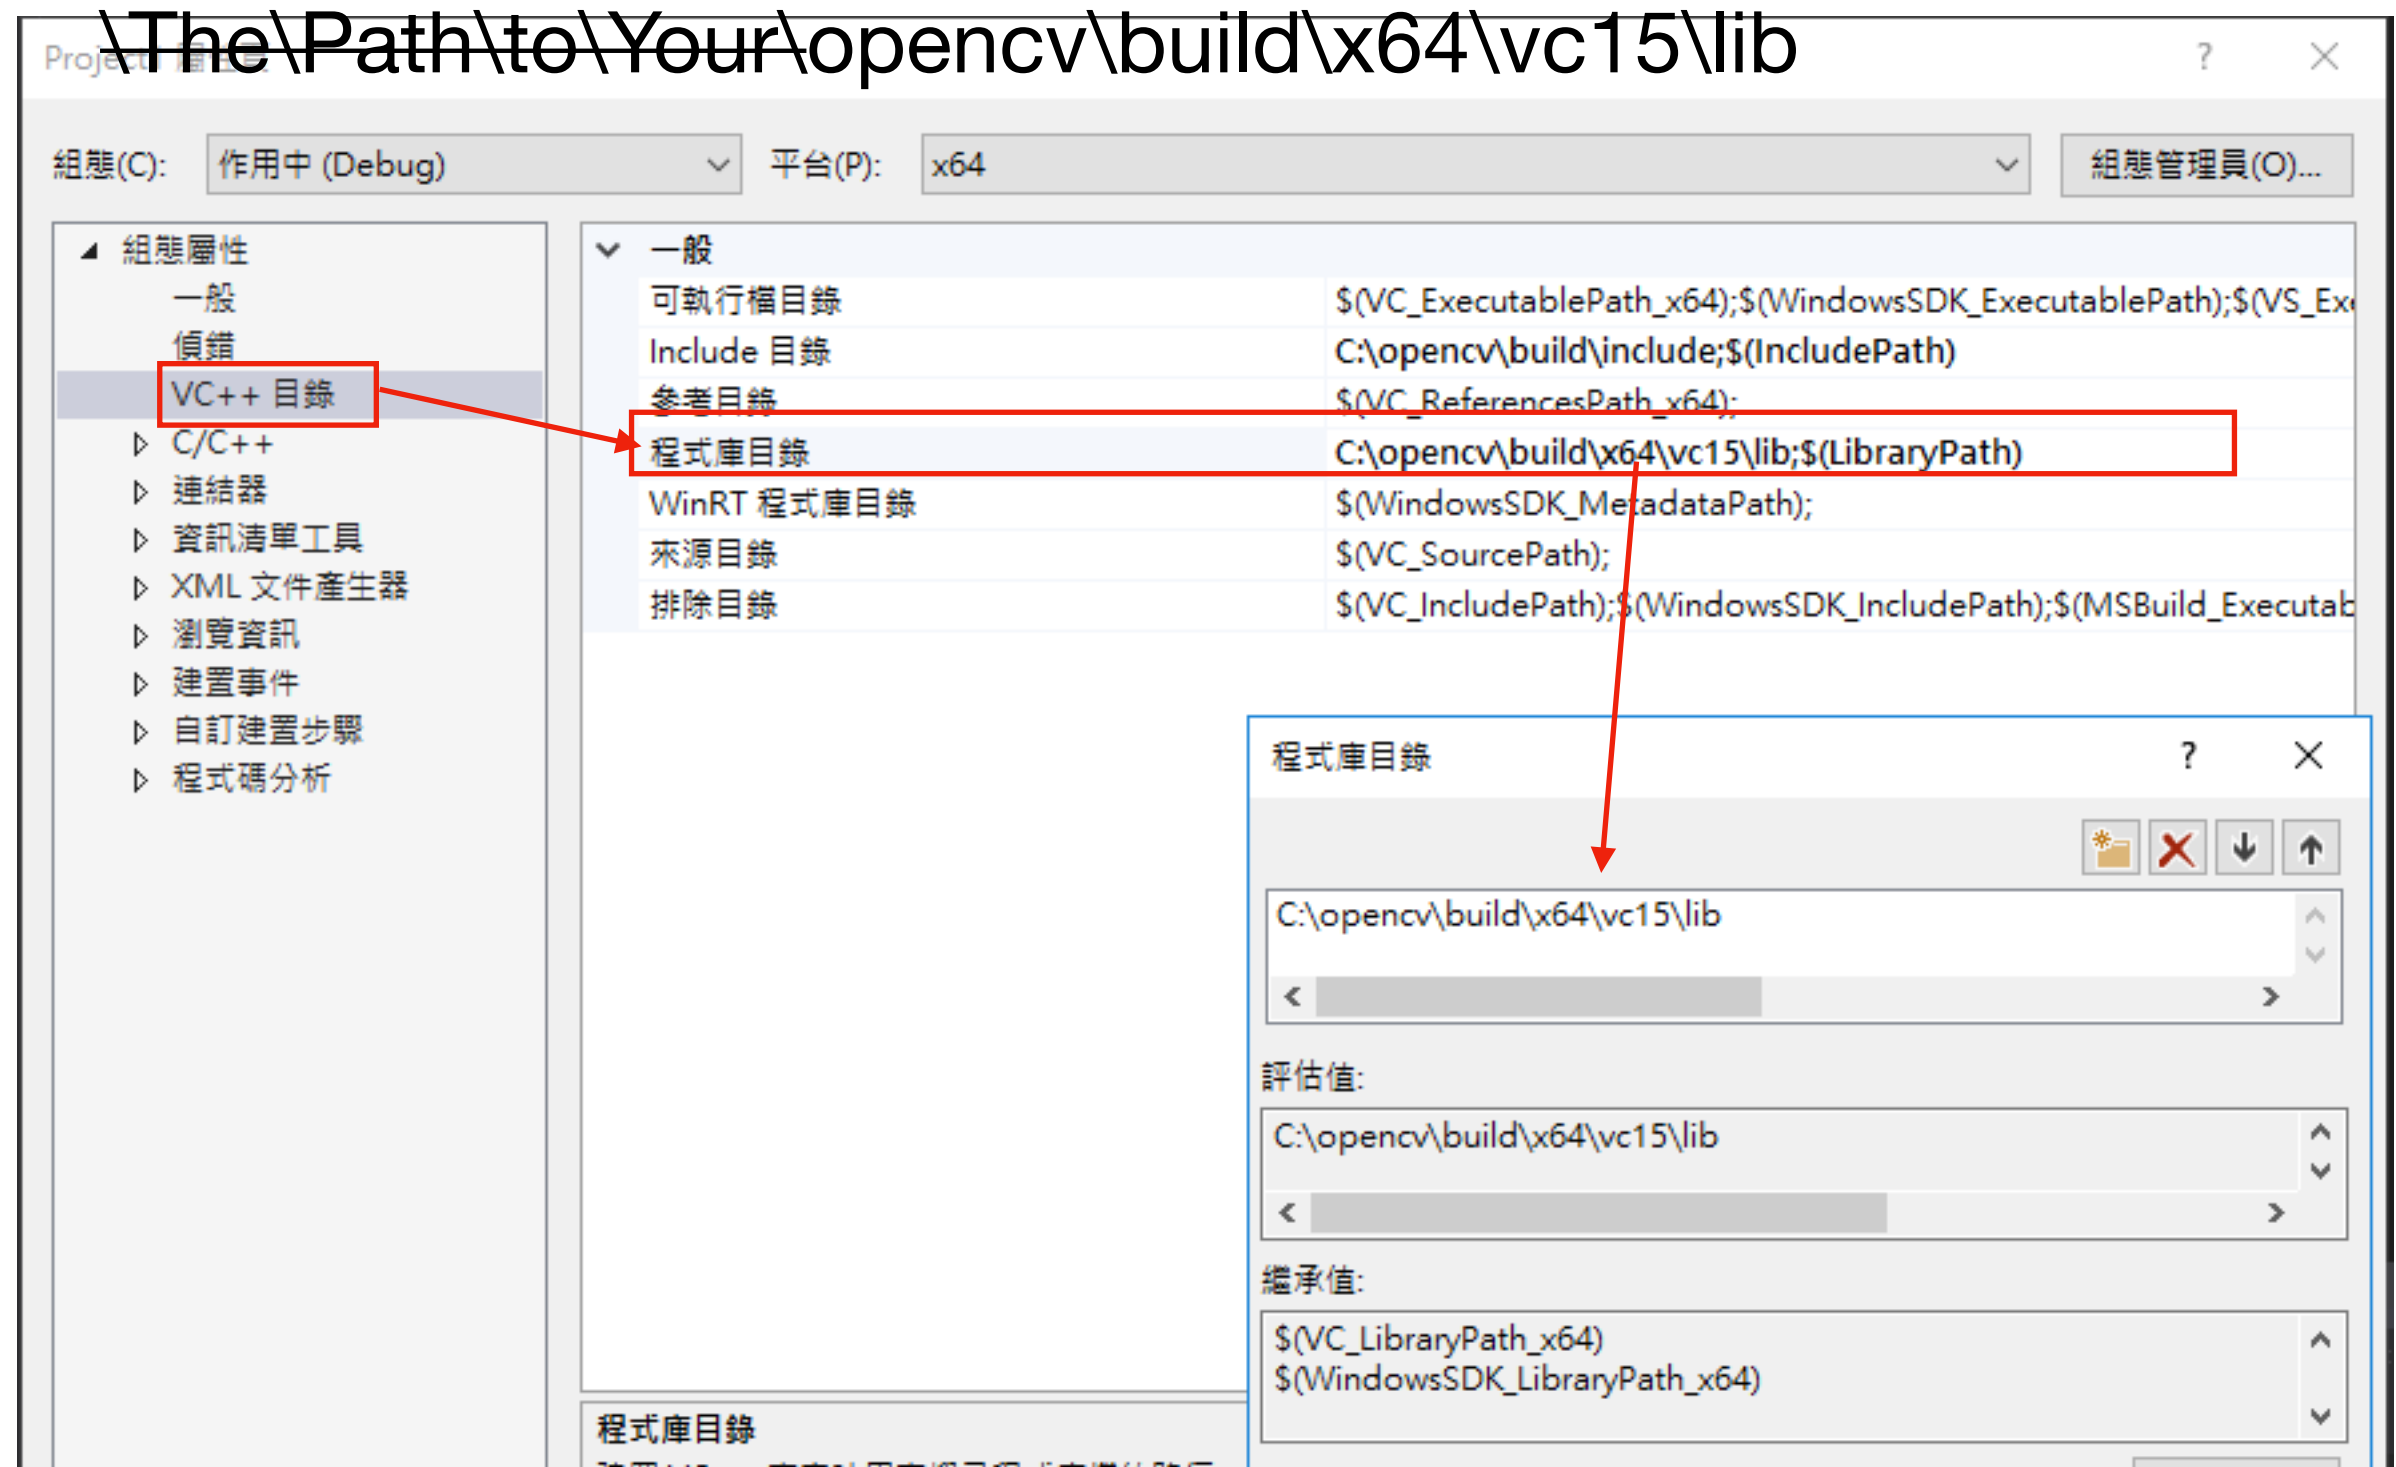 \The\Path\to\Your\opencv\build\x64\vc15\lib
組態(C): 作用中 (Debug) 平台(P): x64 組態管理員(O)...
組態屬性
一般
偵錯
VC++ 目錄
C/C++
連結器
資訊清單工具
XML 文件產生器
瀏覽資訊
建置事件
自訂建置步驟
程式碼分析
一般
可執行檔目錄 $(VC_ExecutablePath_x64);$(WindowsSDK_ExecutablePath);$(VS_Exe
Include 目錄 C:\opencv\build\include;$(IncludePath)
參考目錄 $(VC_ReferencesPath_x64);
程式庫目錄 C:\opencv\build\x64\vc15\lib;$(LibraryPath)
WinRT 程式庫目錄 $(WindowsSDK_MetadataPath);
來源目錄 $(VC_SourcePath);
排除目錄 $(VC_IncludePath);$(WindowsSDK_IncludePath);$(MSBuild_Executab
程式庫目錄
?
C:\opencv\build\x64\vc15\lib
評估值:
C:\opencv\build\x64\vc15\lib
繼承值:
$(VC_LibraryPath_x64)
$(WindowsSDK_LibraryPath_x64)
程式庫目錄